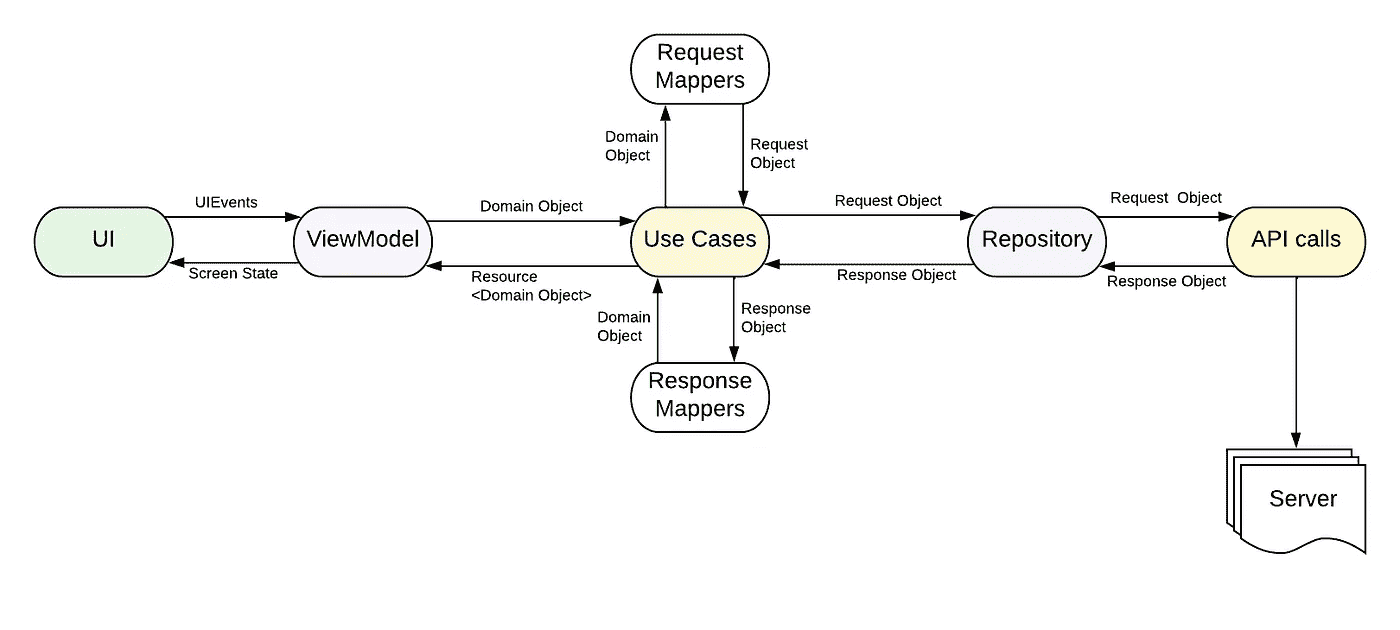 Request
Mappers
Domain
Object
Request
Object
UIEvents
Domain Object
Request Object
Request  Object
UI
ViewModel
Use Cases
Repository
API calls
Screen State
Resource
<Domain Object>
Response Object
Response Object
Domain
Object
Response
Object
Response
Mappers
Server